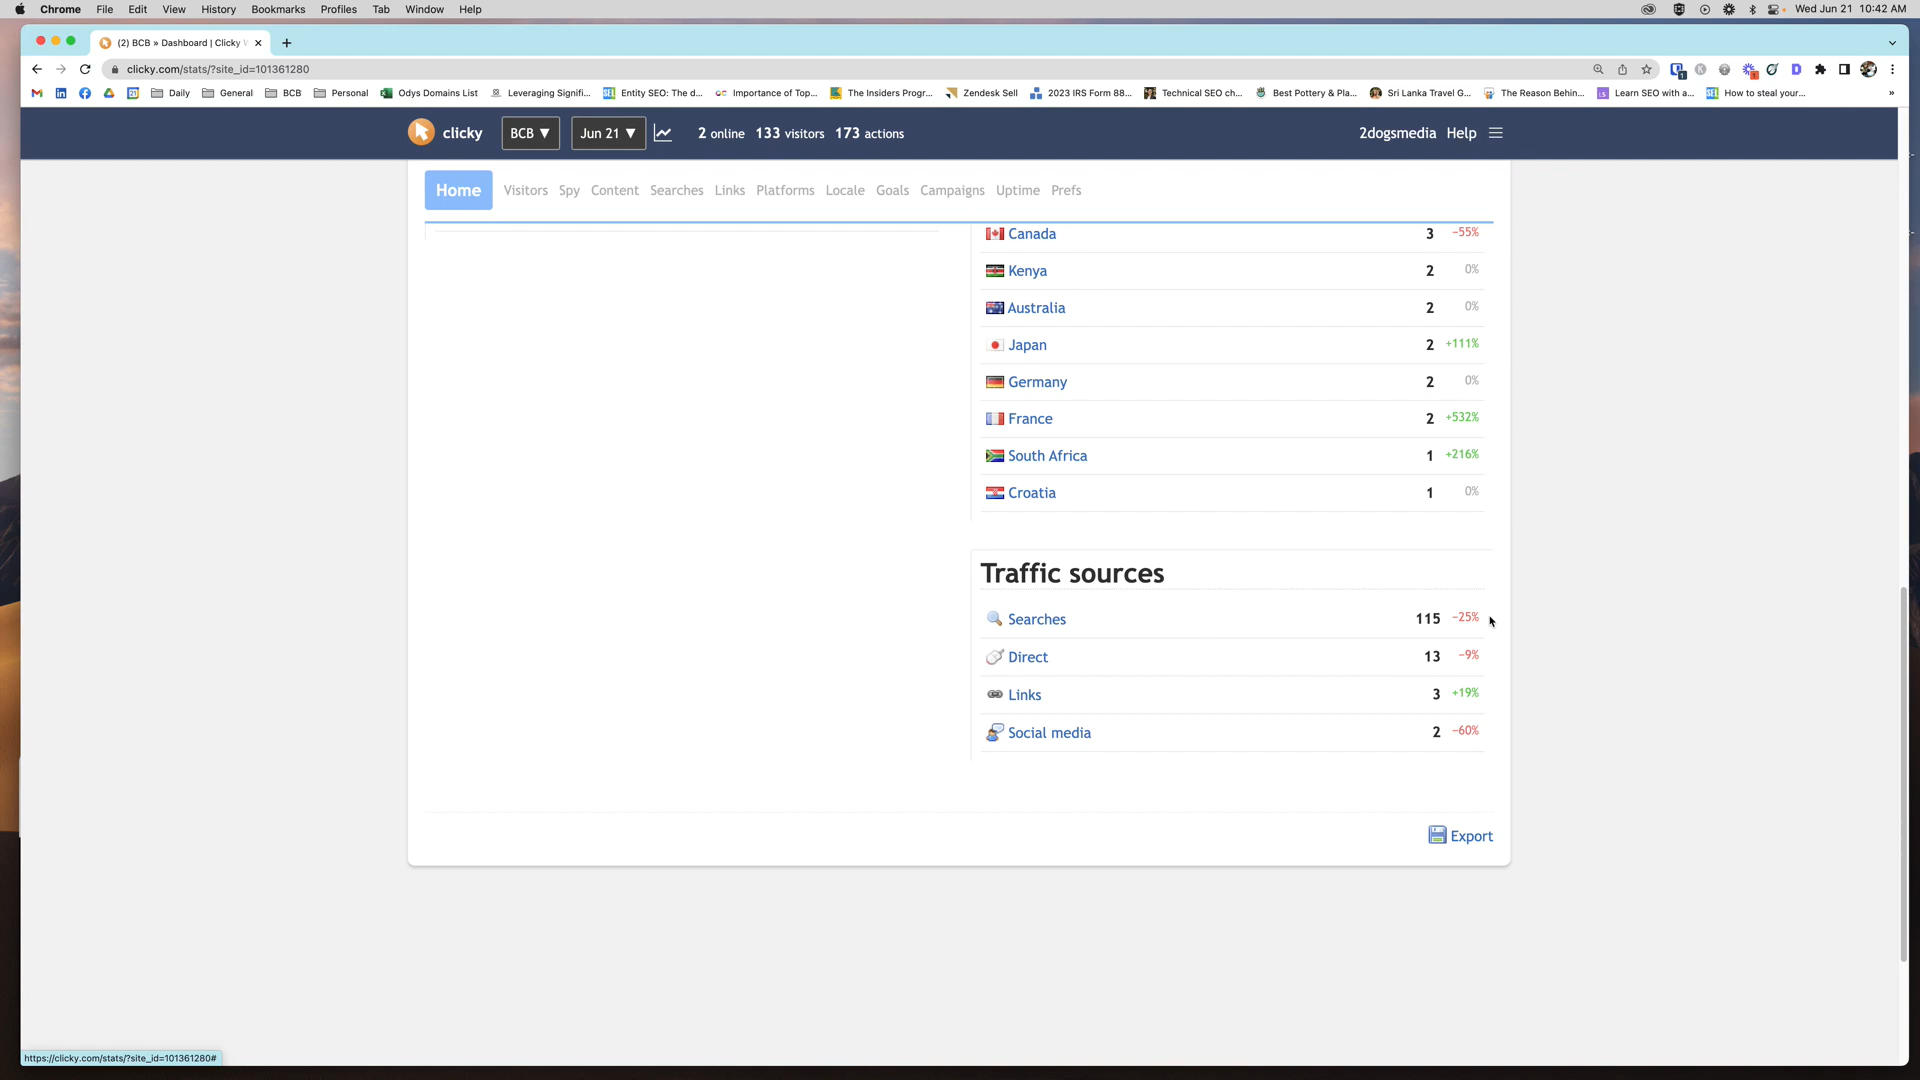 Chrome File Edit View History Bookmarks Profiles Tab Window Help Wed Jun 21 10:42 AM
(2) BCB » Dashboard | Clicky
clicky.com/stats/?site_id=101361280
Daily General BCB Personal Odys Domains List Leveraging Signifi... Entity SEO: The d... Importance of Top... The Insiders Progr... Zendesk Sell 2023 IRS Form 88... Technical SEO ch... Best Pottery & Pla... Sri Lanka Travel G... The Reason Behin... Learn SEO with a... How to steal your... »
clicky BCB ▼ Jun 21 ▼ 2 online 133 visitors 173 actions 2dogsmedia Help
Home Visitors Spy Content Searches Links Platforms Locale Goals Campaigns Uptime Prefs
Canada 3 −55%
Kenya 2 0%
Australia 2 0%
Japan 2 +111%
Germany 2 0%
France 2 +532%
South Africa 1 +216%
Croatia 1 0%
Traffic sources
Searches 115 −25%
Direct 13 −9%
Links 3 +19%
Social media 2 −60%
Export
https://clicky.com/stats/?site_id=101361280#